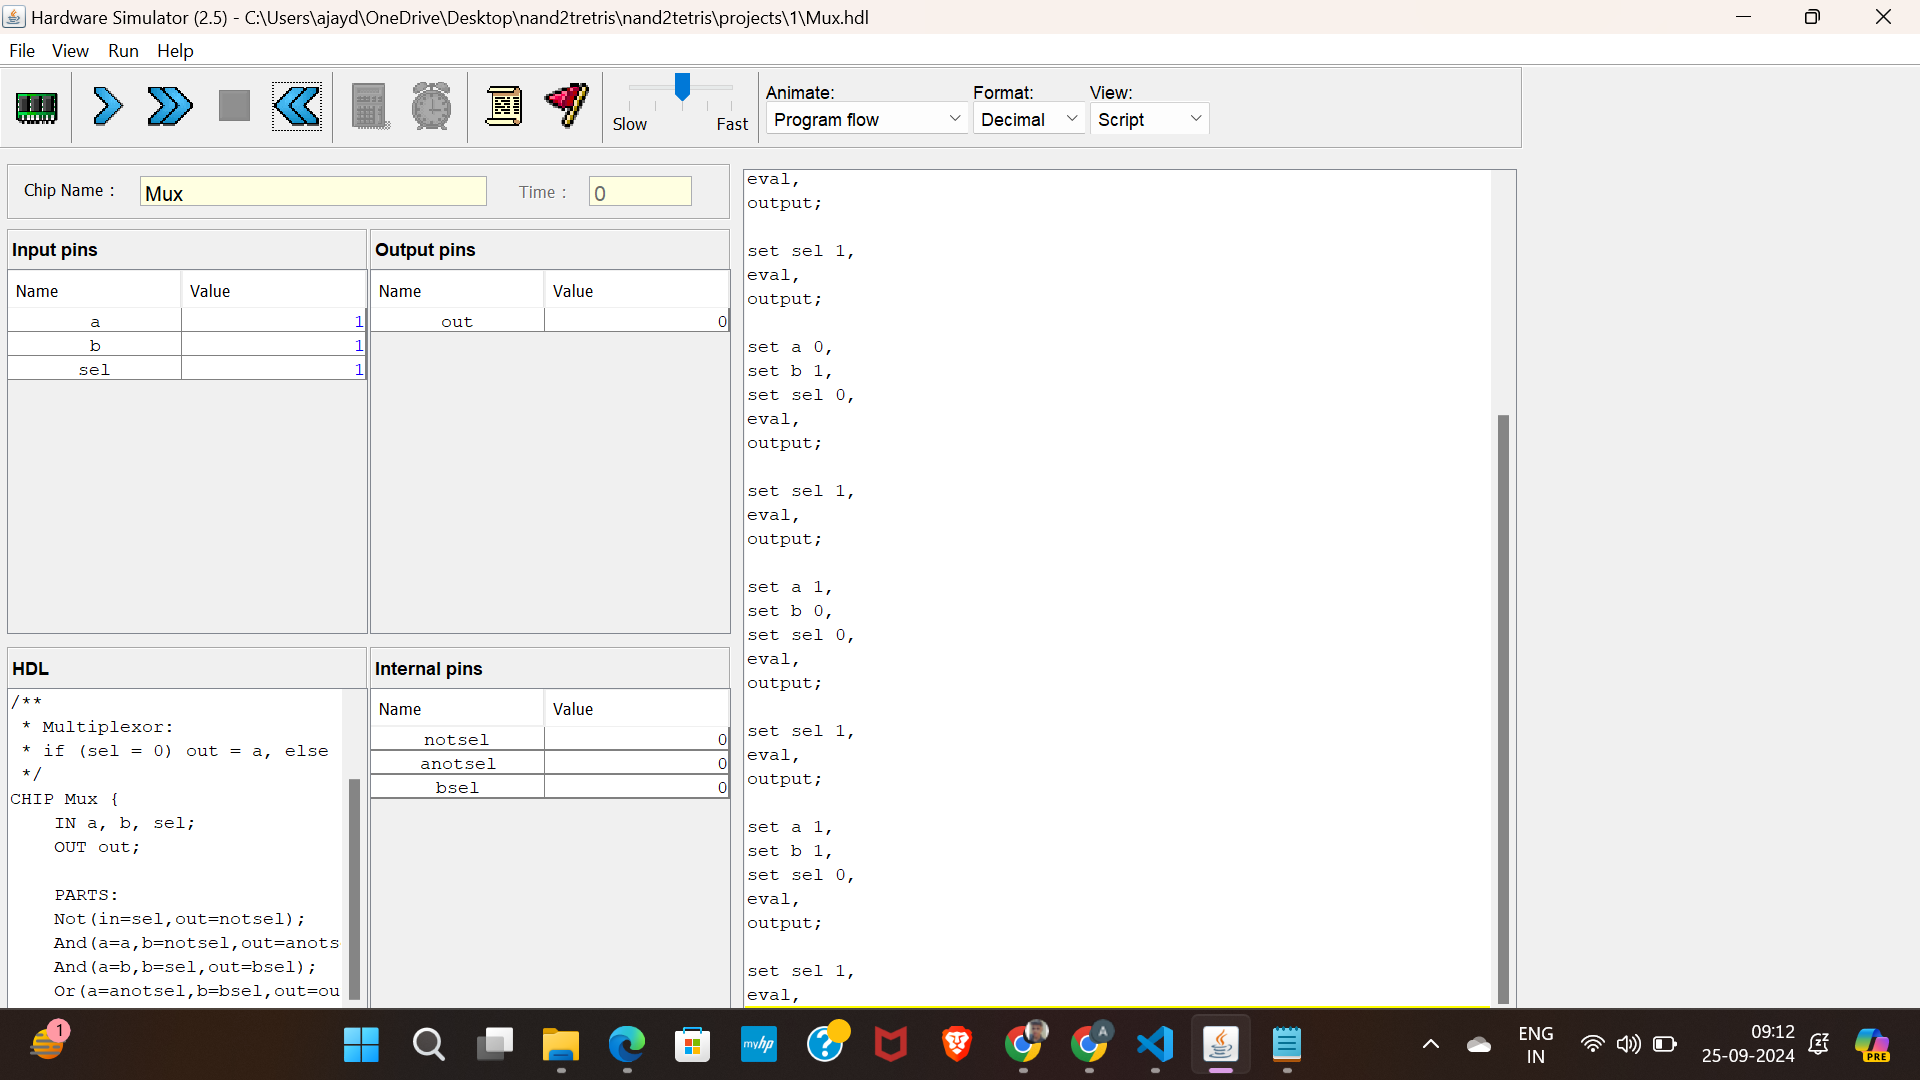 Hardware Simulator (2.5) - C:\Users\ajayd\OneDrive\Desktop\nand2tretris\nand2tetris\projects\1\Mux.hdl
File View Run Help
Slow Fast
Animate: Format: View:
Program flow Decimal Script
Chip Name : Mux Time : 0
Input pins
Name Value
a 1
b 1
sel 1
Output pins
Name Value
out 0
HDL
/**
* Multiplexor:
* if (sel = 0) out = a, else
*/
CHIP Mux {
IN a, b, sel;
OUT out;
PARTS:
Not(in=sel,out=notsel);
And(a=a,b=notsel,out=anots
And(a=b,b=sel,out=bsel);
Or(a=anotsel,b=bsel,out=ou
Internal pins
Name Value
notsel 0
anotsel 0
bsel 0
eval,
output;
set sel 1,
eval,
output;
set a 0,
set b 1,
set sel 0,
eval,
output;
set sel 1,
eval,
output;
set a 1,
set b 0,
set sel 0,
eval,
output;
set sel 1,
eval,
output;
set a 1,
set b 1,
set sel 0,
eval,
output;
set sel 1,
eval,
1
myhp
?
A
ENG
IN
09:12
25-09-2024
PRE